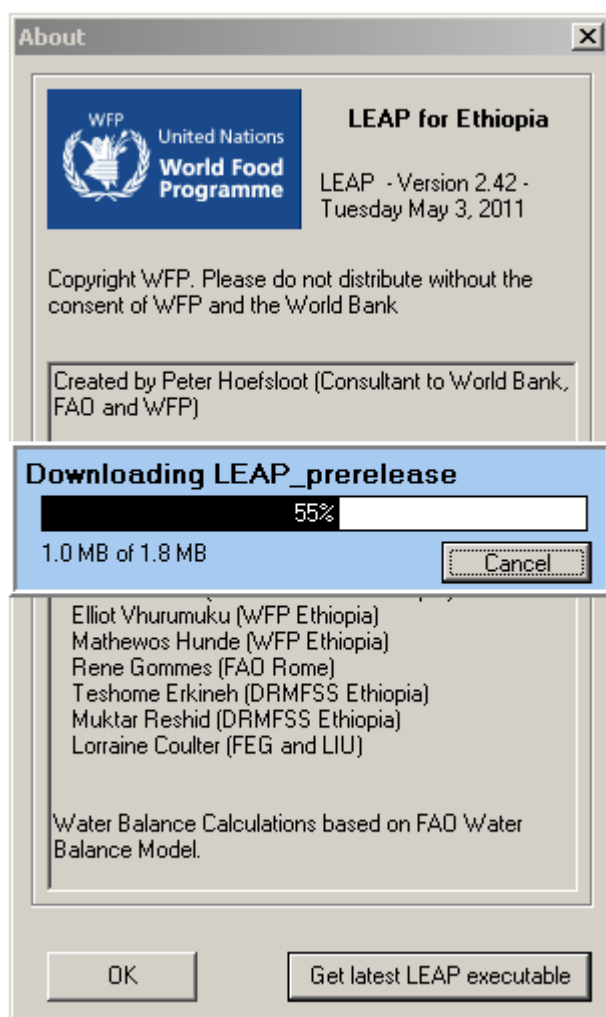 About
WFP
United Nations
World Food
Programme
LEAP for Ethiopia
LEAP - Version 2.42 -
Tuesday May 3, 2011
Copyright WFP. Please do not distribute without the
consent of WFP and the World Bank
Created by Peter Hoefsloot (Consultant to World Bank,
FAO and WFP)
Downloading LEAP_prerelease
55%
1.0 MB of 1.8 MB
Cancel
Elliot Vhurumuku (WFP Ethiopia)
Mathewos Hunde (WFP Ethiopia)
Rene Gommes (FAO Rome)
Teshome Erkineh (DRMFSS Ethiopia)
Muktar Reshid (DRMFSS Ethiopia)
Lorraine Coulter (FEG and LIU)
Water Balance Calculations based on FAO Water
Balance Model.
OK
Get latest LEAP executable